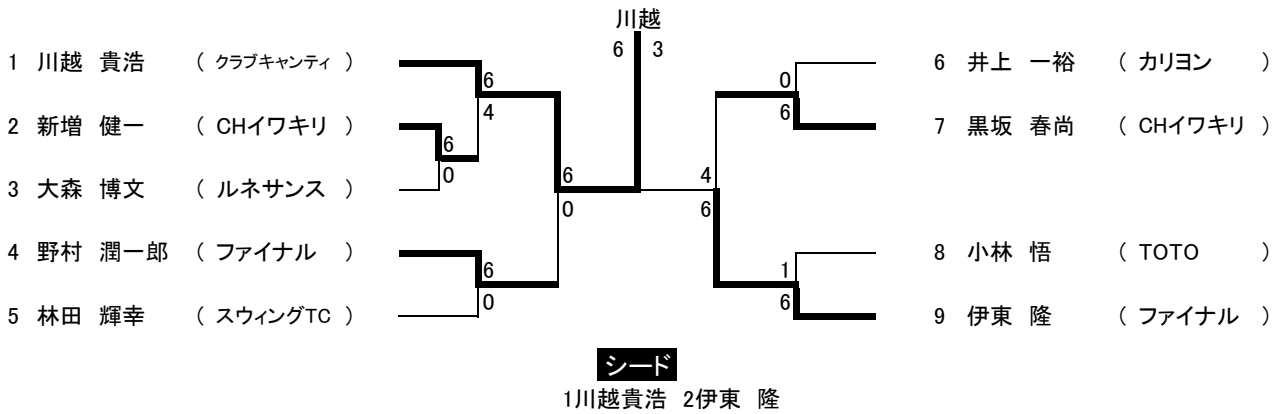 川越
6 3
1 川越 貴浩 ( クラブキャンティ )
2 新増 健一 ( CHイワキリ )
3 大森 博文 ( ルネサンス )
4 野村 潤一郎 ( ファイナル )
5 林田 輝幸 ( スウィングTC )
6
4
6
0
6
0
6
0
6 井上 一裕 ( カリヨン )
7 黒坂 春尚 ( CHイワキリ )
8 小林 悟 ( TOTO )
9 伊東 隆 ( ファイナル )
0
6
4
6
1
6
シード
1川越貴浩 2伊東 隆